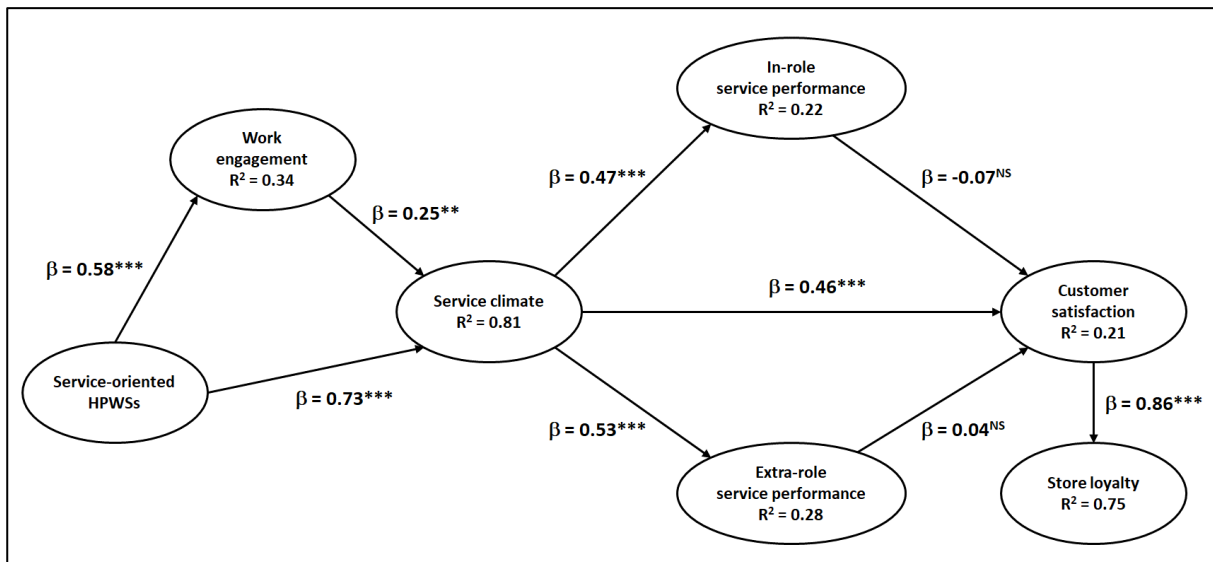 In-role
service performance
R² = 0.22
Work
engagement
R² = 0.34
β = 0.47***
β = -0.07ᴺˢ
β = 0.25**
β = 0.58***
Service climate
R² = 0.81
β = 0.46***
Customer
satisfaction
R² = 0.21
Service-oriented
HPWSs
β = 0.73***
β = 0.53***
β = 0.04ᴺˢ
β = 0.86***
Extra-role
service performance
R² = 0.28
Store loyalty
R² = 0.75